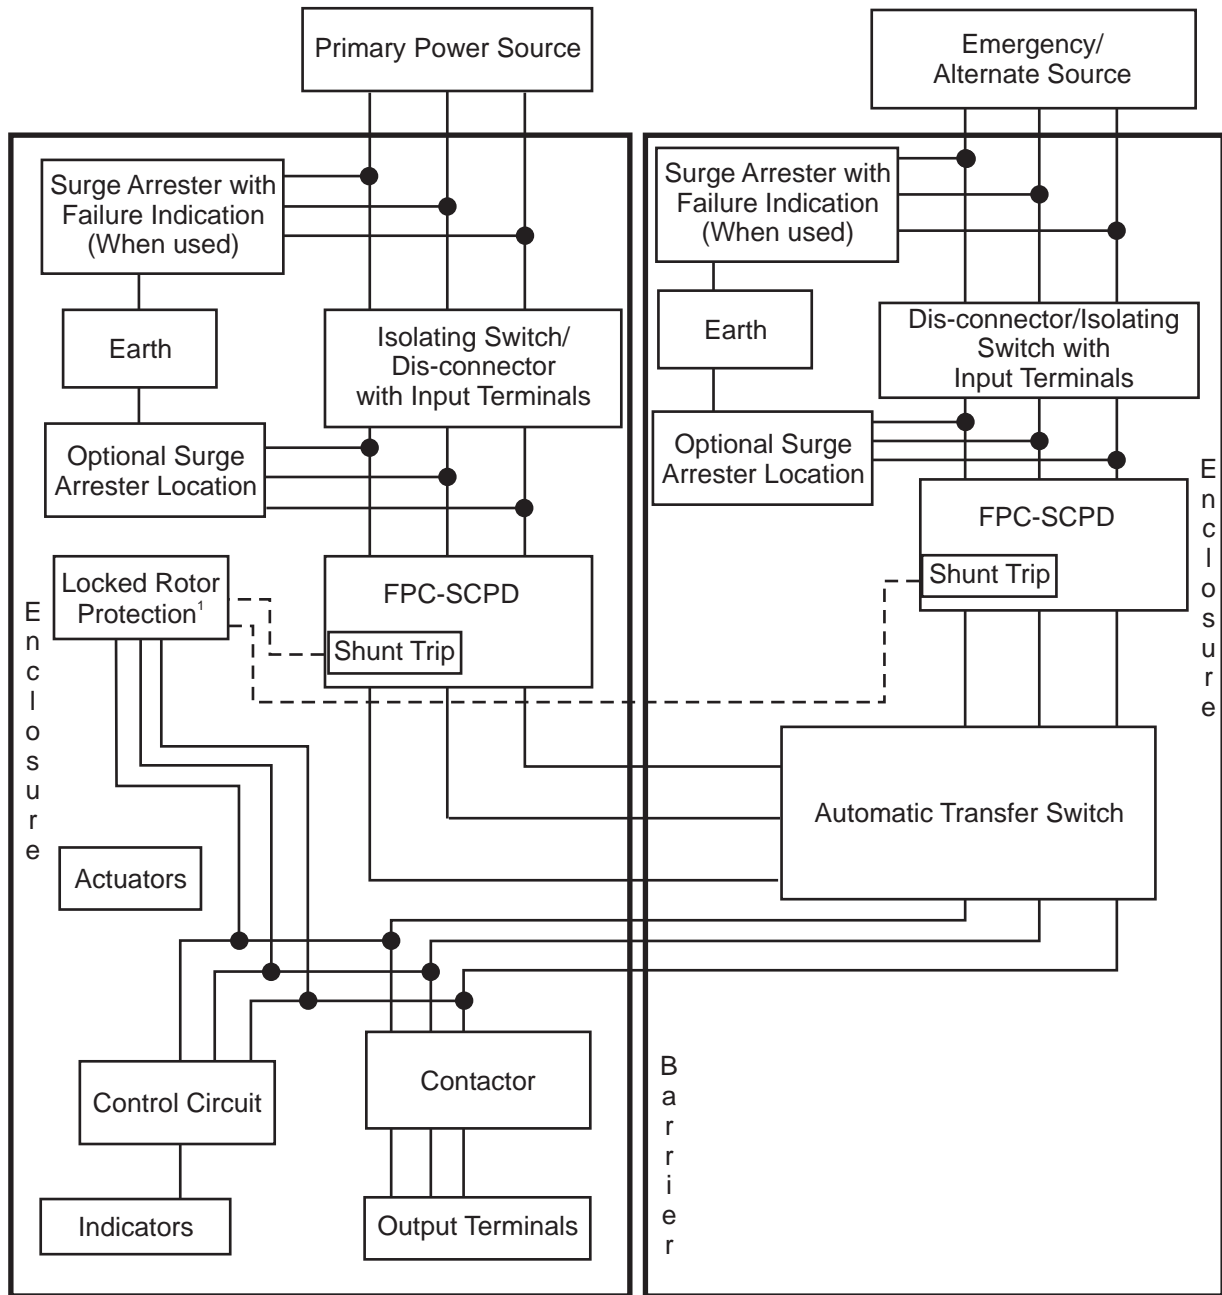 Primary Power Source
Emergency/
Alternate Source
Surge Arrester with
Failure Indication
(When used)
Earth
Optional Surge
Arrester Location
Isolating Switch/
Dis-connector
with Input Terminals
Locked Rotor
Protection¹
FPC-SCPD
Shunt Trip
Enclosure
Actuators
Control Circuit
Indicators
Contactor
Output Terminals
Surge Arrester with
Failure Indication
(When used)
Earth
Optional Surge
Arrester Location
Dis-connector/Isolating
Switch with
Input Terminals
FPC-SCPD
Shunt Trip
Enclosure
Automatic Transfer Switch
Barrier